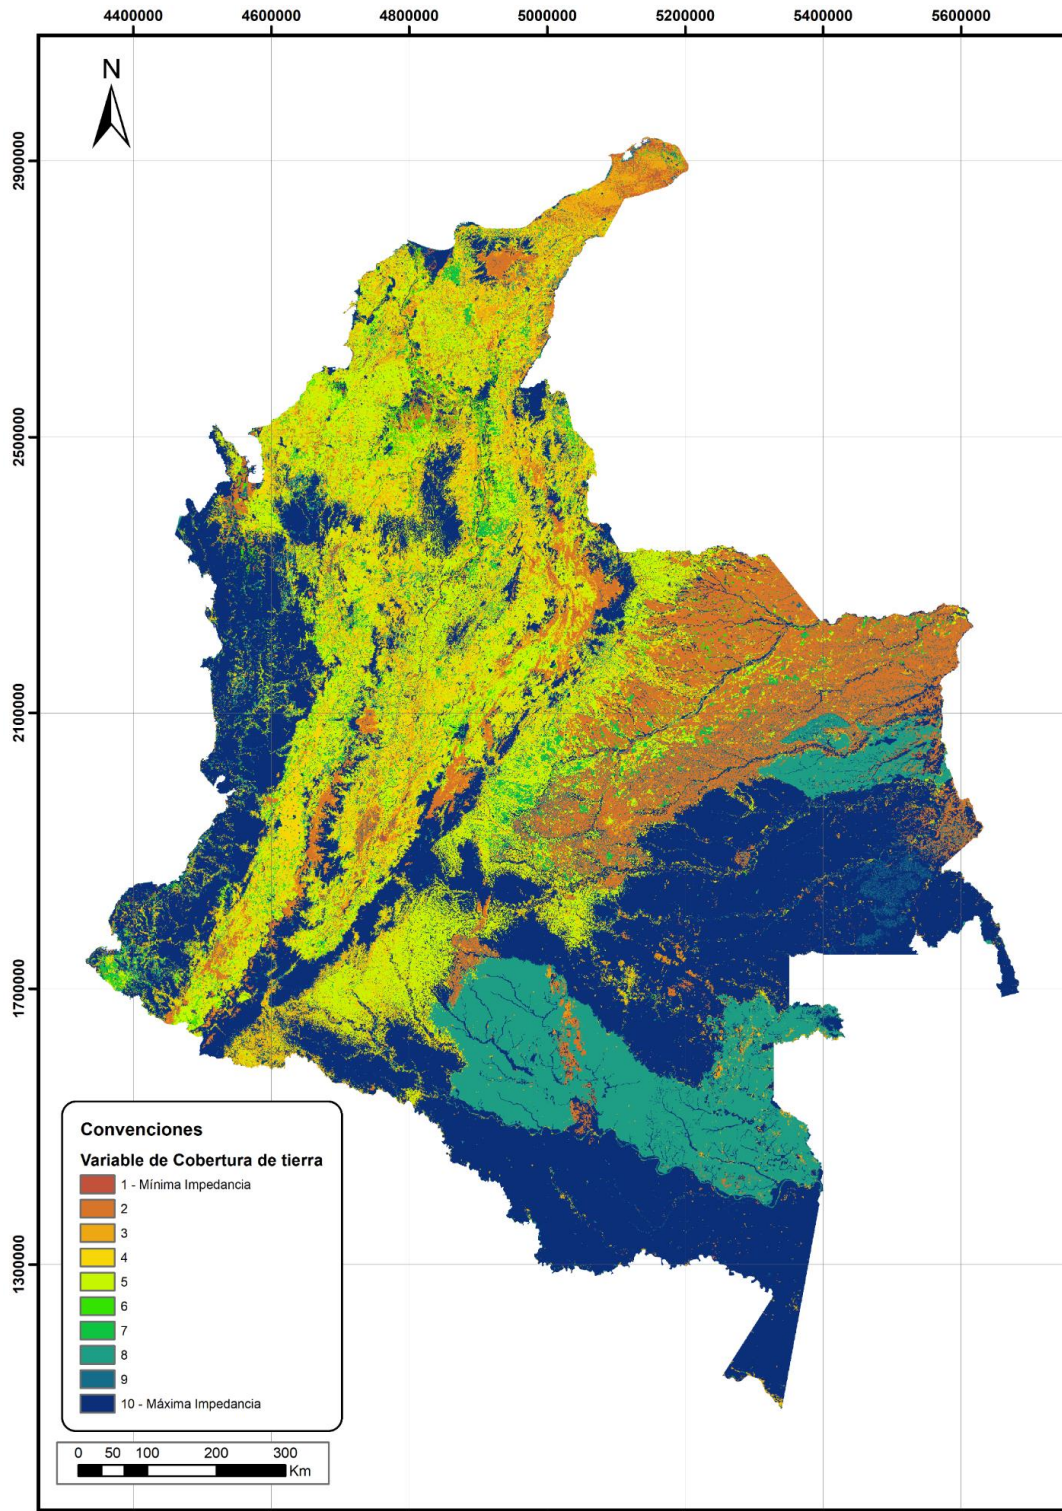 4400000 4600000 4800000 5000000 5200000 5400000 5600000
N
2900000
2500000
2100000
1700000
1300000
Convenciones
Variable de Cobertura de tierra
1 - Mínima Impedancia
2
3
4
5
6
7
8
9
10 - Máxima Impedancia
0 50 100 200 300
Km